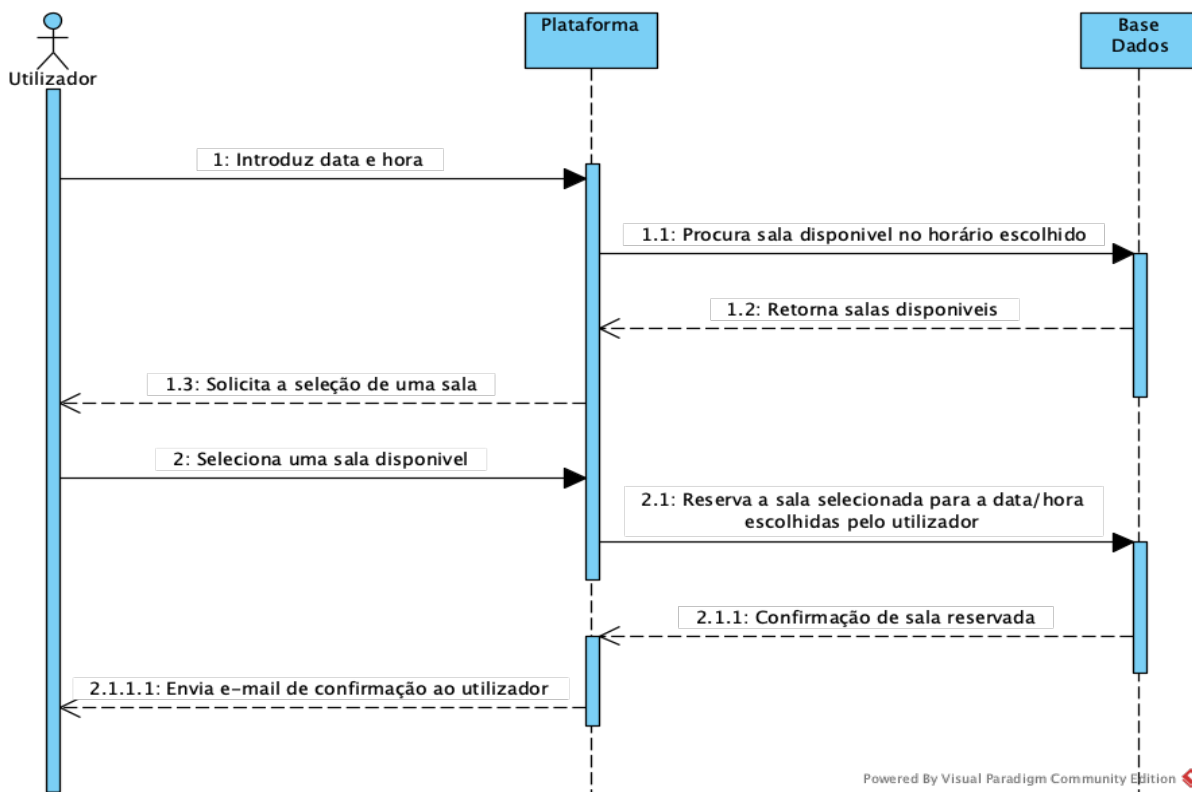 Utilizador
Plataforma
Base
Dados
1: Introduz data e hora
1.1: Procura sala disponivel no horário escolhido
1.2: Retorna salas disponiveis
1.3: Solicita a seleção de uma sala
2: Seleciona uma sala disponivel
2.1: Reserva a sala selecionada para a data/hora
escolhidas pelo utilizador
2.1.1: Confirmação de sala reservada
2.1.1.1: Envia e-mail de confirmação ao utilizador
Powered By Visual Paradigm Community Edition